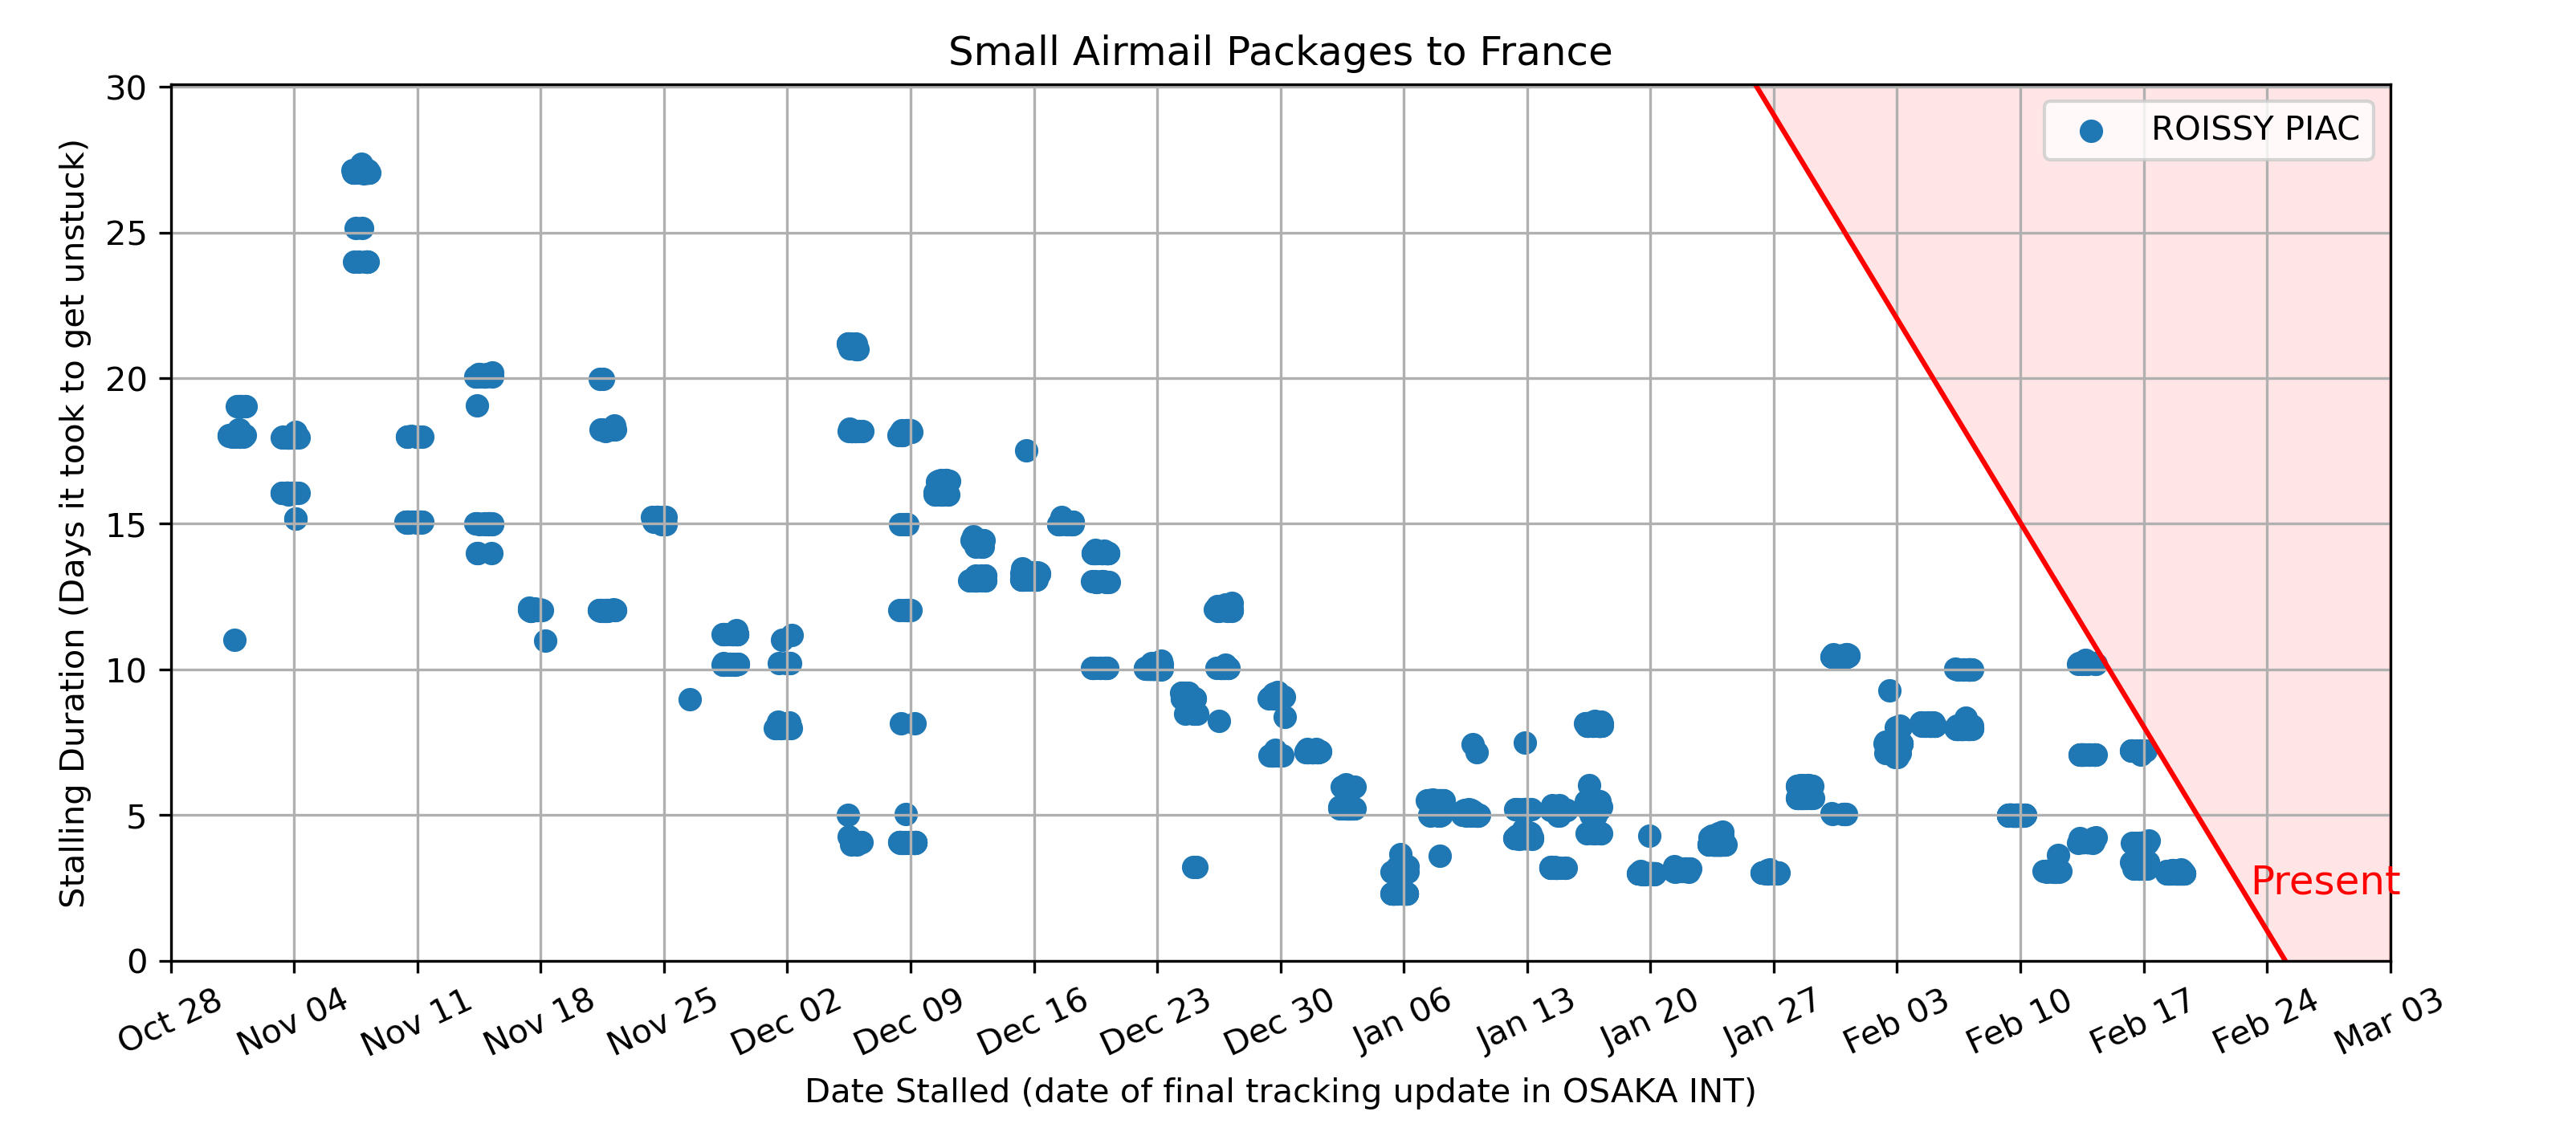 Small Airmail Packages to France
30
25
20
15
10
5
0
Stalling Duration (Days it took to get unstuck)
ROISSY PIAC
Present
Oct 28
Nov 04
Nov 11
Nov 18
Nov 25
Dec 02
Dec 09
Dec 16
Dec 23
Dec 30
Jan 06
Jan 13
Jan 20
Jan 27
Feb 03
Feb 10
Feb 17
Feb 24
Mar 03
Date Stalled (date of final tracking update in OSAKA INT)